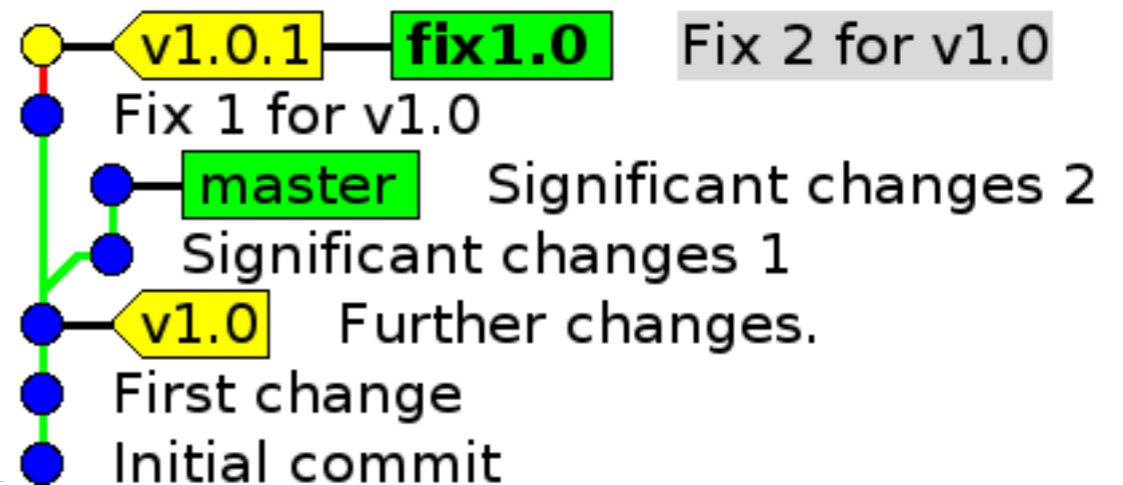 v1.0.1 fix1.0 Fix 2 for v1.0
Fix 1 for v1.0
master Significant changes 2
Significant changes 1
v1.0 Further changes.
First change
Initial commit